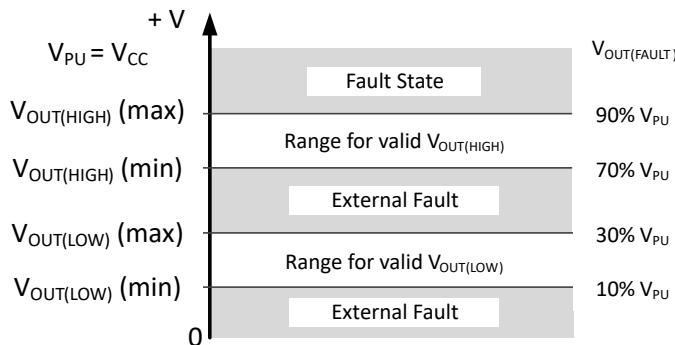 + V
V_PU = V_CC
V_OUT(FAULT)
Fault State
V_OUT(HIGH) (max)
90% V_PU
Range for valid V_OUT(HIGH)
V_OUT(HIGH) (min)
70% V_PU
External Fault
V_OUT(LOW) (max)
30% V_PU
Range for valid V_OUT(LOW)
V_OUT(LOW) (min)
10% V_PU
External Fault
0